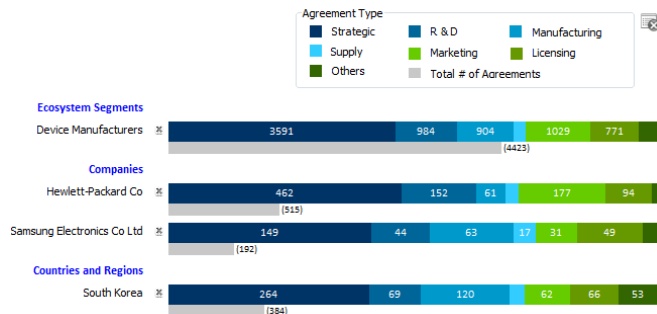 Agreement Type
Strategic R & D Manufacturing
Supply Marketing Licensing
Others Total # of Agreements
Ecosystem Segments
Device Manufacturers 3591 984 904 1029 771
(4423)
Companies
Hewlett-Packard Co 462 152 61 177 94
(515)
Samsung Electronics Co Ltd 149 44 63 17 31 49
(192)
Countries and Regions
South Korea 264 69 120 62 66 53
(384)